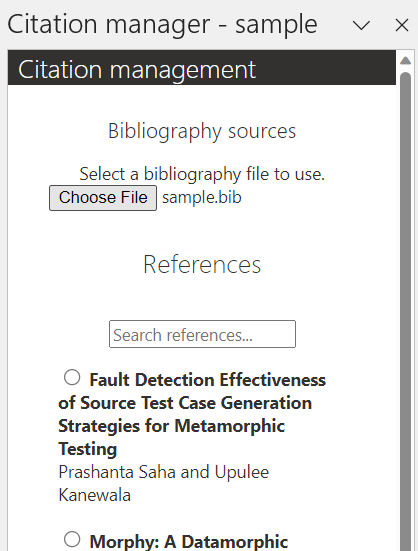 Citation manager - sample
Citation management
Bibliography sources
Select a bibliography file to use.
Choose File sample.bib
References
Search references...
Fault Detection Effectiveness
of Source Test Case Generation
Strategies for Metamorphic
Testing
Prashanta Saha and Upulee
Kanewala
Morphy: A Datamorphic